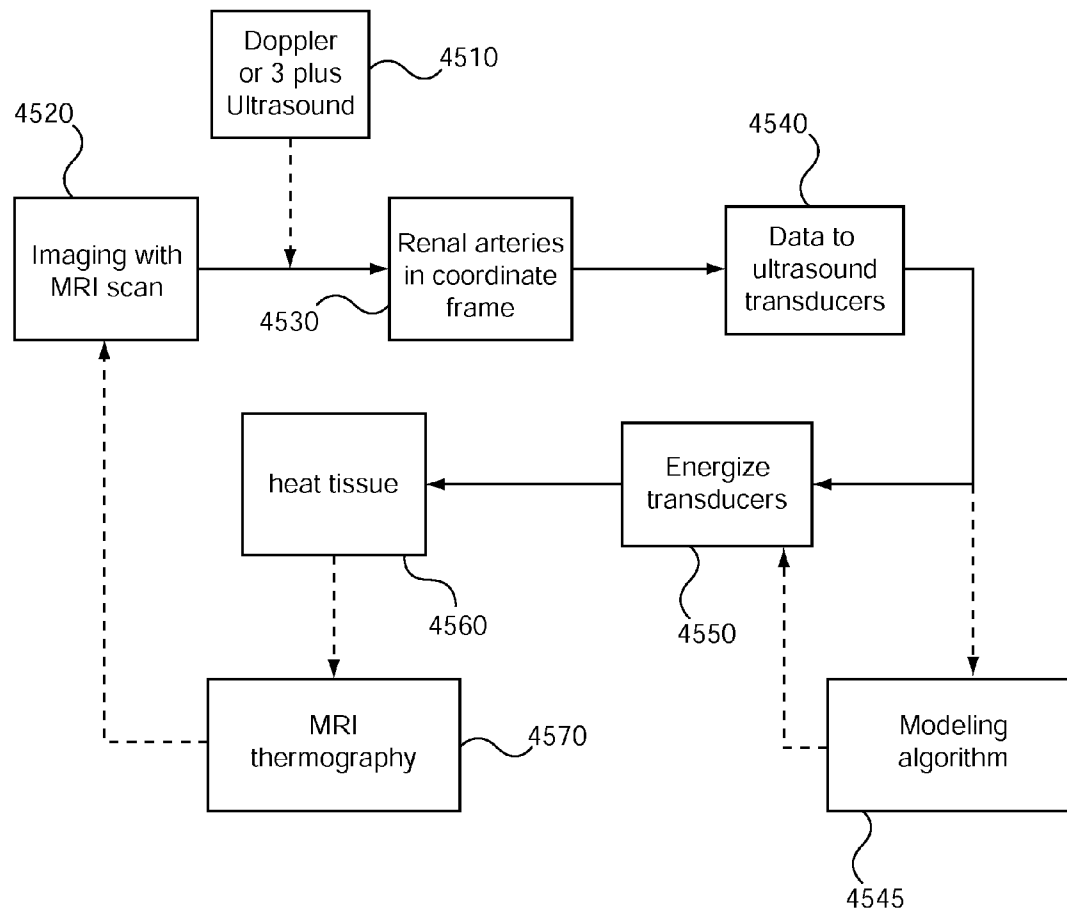 Doppler
or 3 plus
Ultrasound
4510
4520
4540
Imaging with
MRI scan
Renal arteries
in coordinate
frame
4530
Data to
ultrasound
transducers
heat tissue
4560
Energize
transducers
4550
MRI
thermography
4570
Modeling
algorithm
4545